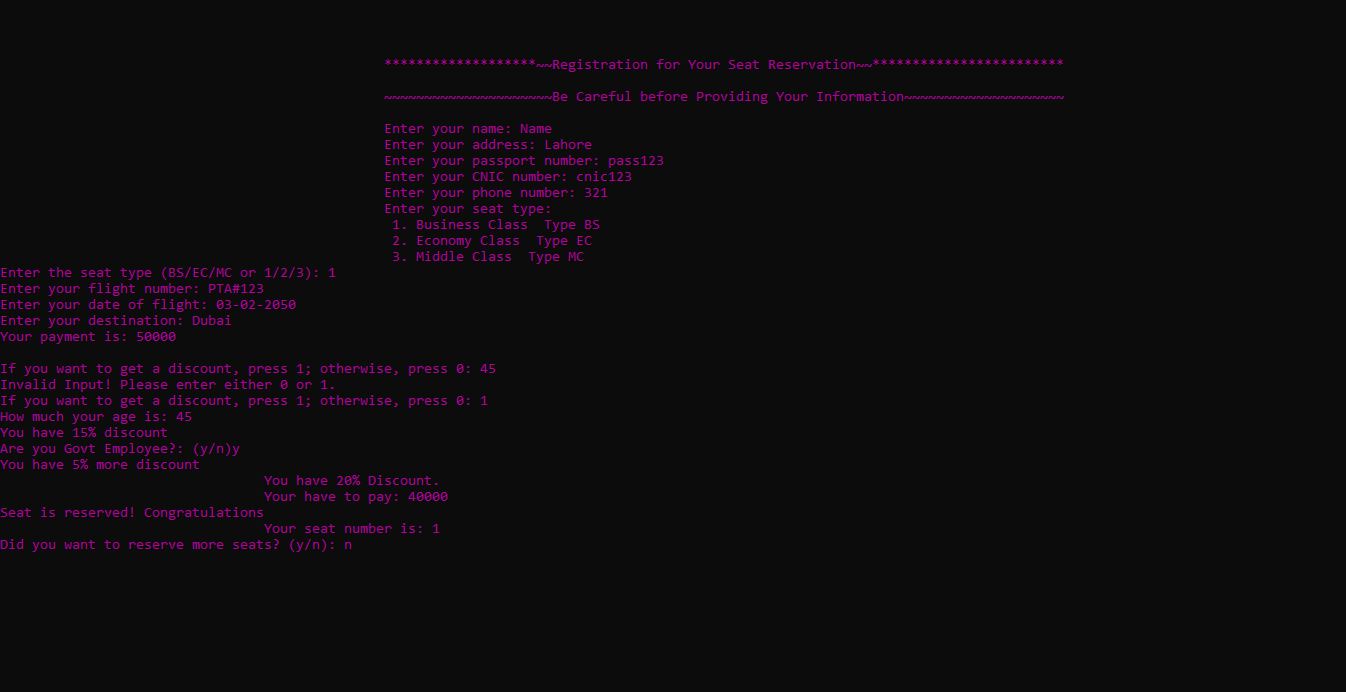 *******************~~Registration for Your Seat Reservation~~************************
~~~~~~~~~~~~~~~~~~~~~Be Careful before Providing Your Information~~~~~~~~~~~~~~~~~~~~
Enter your name: Name
Enter your address: Lahore
Enter your passport number: pass123
Enter your CNIC number: cnic123
Enter your phone number: 321
Enter your seat type:
1. Business Class  Type BS
2. Economy Class  Type EC
3. Middle Class  Type MC
Enter the seat type (BS/EC/MC or 1/2/3): 1
Enter your flight number: PTA#123
Enter your date of flight: 03-02-2050
Enter your destination: Dubai
Your payment is: 50000
If you want to get a discount, press 1; otherwise, press 0: 45
Invalid Input! Please enter either 0 or 1.
If you want to get a discount, press 1; otherwise, press 0: 1
How much your age is: 45
You have 15% discount
Are you Govt Employee?: (y/n)y
You have 5% more discount
You have 20% Discount.
Your have to pay: 40000
Seat is reserved! Congratulations
Your seat number is: 1
Did you want to reserve more seats? (y/n): n